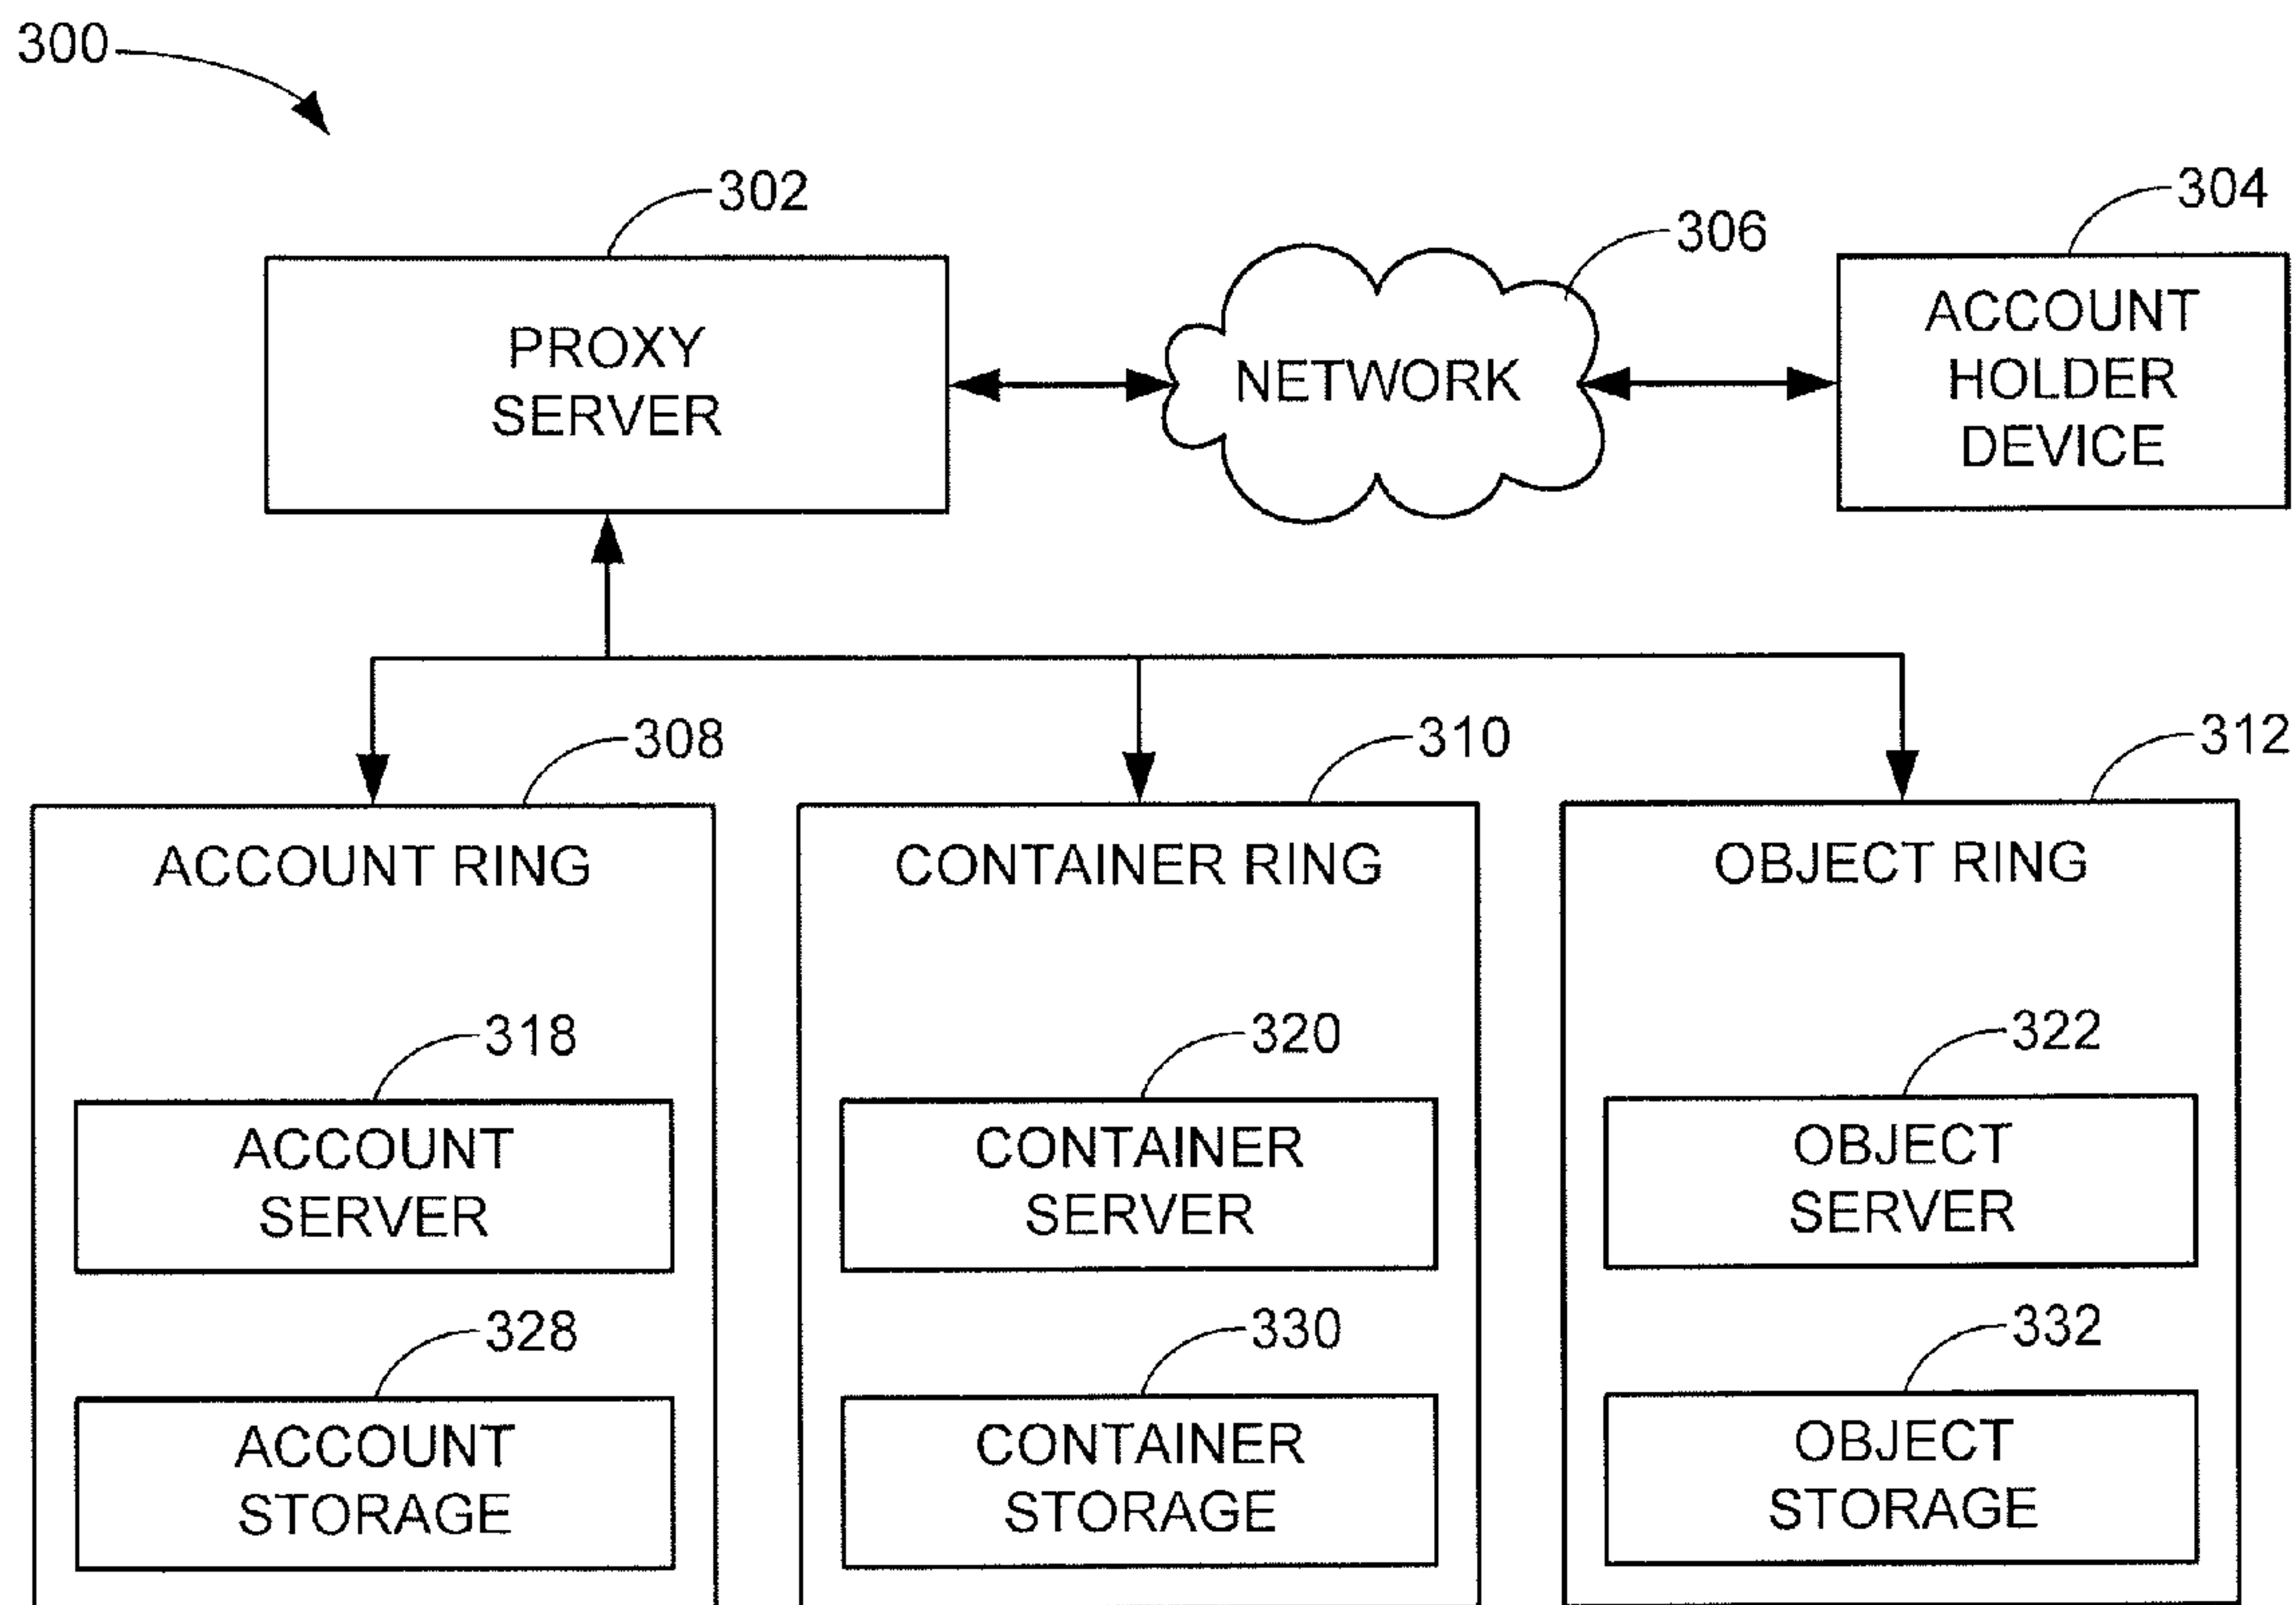 300
302
304
306
PROXY
SERVER
NETWORK
ACCOUNT
HOLDER
DEVICE
308
310
312
ACCOUNT RING
CONTAINER RING
OBJECT RING
318
320
322
ACCOUNT
SERVER
CONTAINER
SERVER
OBJECT
SERVER
328
330
332
ACCOUNT
STORAGE
CONTAINER
STORAGE
OBJECT
STORAGE